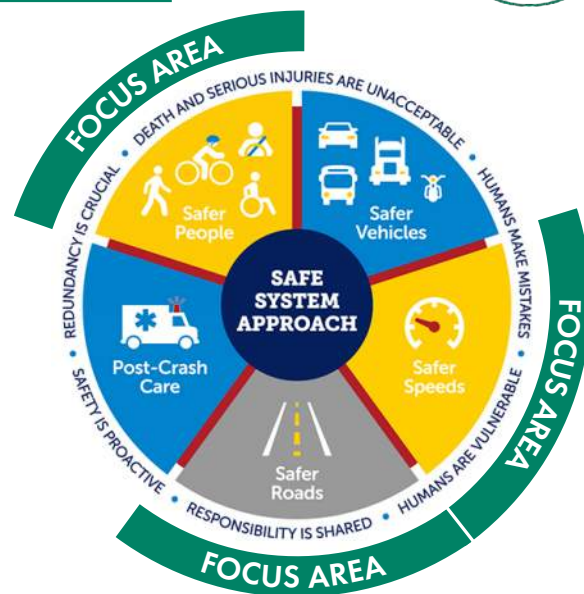 FOCUS AREA
DEATH AND SERIOUS INJURIES ARE UNACCEPTABLE •
HUMANS MAKE MISTAKES •
HUMANS ARE VULNERABLE •
RESPONSIBILITY IS SHARED •
SAFETY IS PROACTIVE •
REDUNDANCY IS CRUCIAL •
Safer
People
Safer
Vehicles
SAFE
SYSTEM
APPROACH
Post-Crash
Care
Safer
Speeds
Safer
Roads
FOCUS AREA
FOCUS AREA